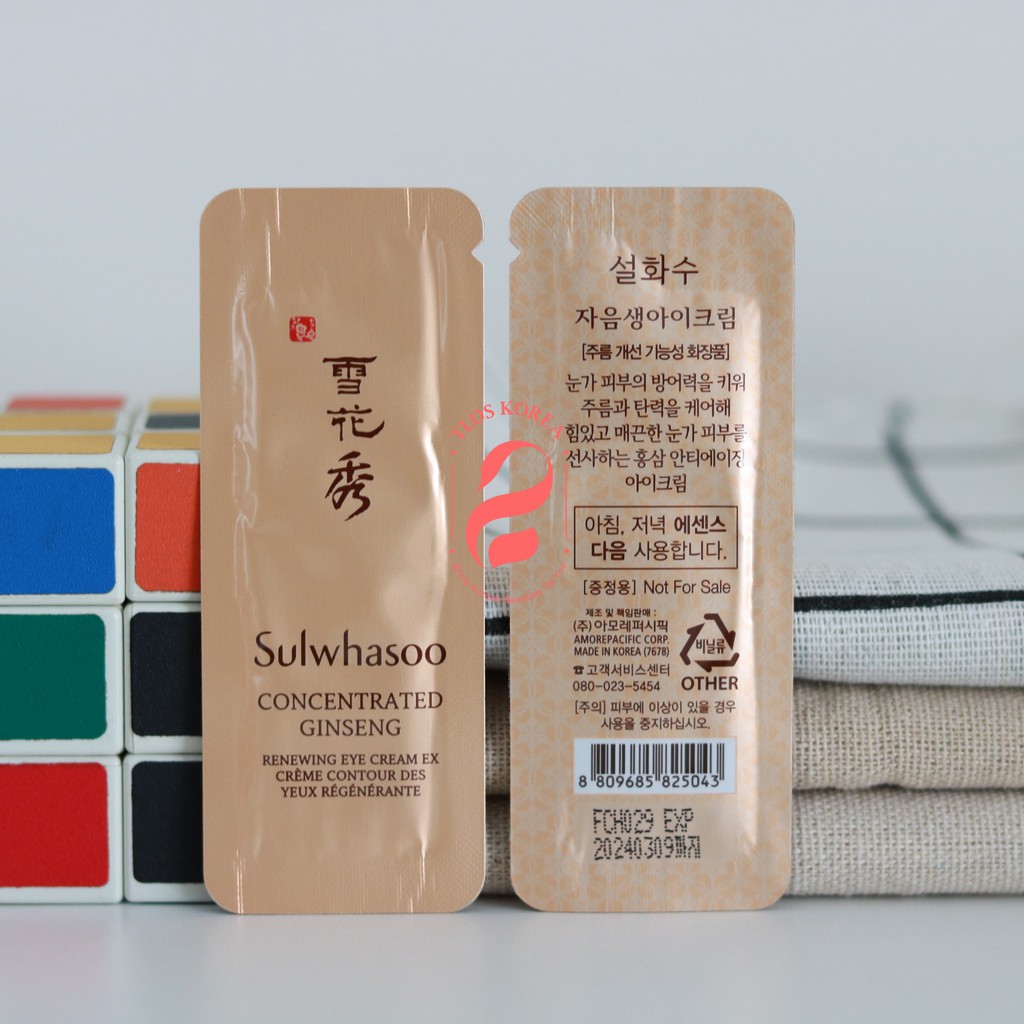 雪
花
秀
Sulwhasoo
CONCENTRATED
GINSENG
RENEWING EYE CREAM EX
CRÈME CONTOUR DES
YEUX RÉGÉNÉRANTE
설화수
자음생아이크림
[주름 개선 기능성 화장품]
눈가 피부의 방어력을 키워
주름과 탄력을 케어해
힘있고 매끈한 눈가 피부를
선사하는 홍삼 안티에이징
아이크림
아침, 저녁 에센스
다음 사용합니다.
[증정용] Not For Sale
제조 및 책임판매 :
(주)아모레퍼시픽
AMOREPACIFIC CORP.
MADE IN KOREA (7678)
☎고객서비스센터
080-023-5454
비닐류
OTHER
[주의] 피부에 이상이 있을 경우
사용을 중지하십시오.
8 809685 825043
FCH029 EXP
20240309까지
KOREA